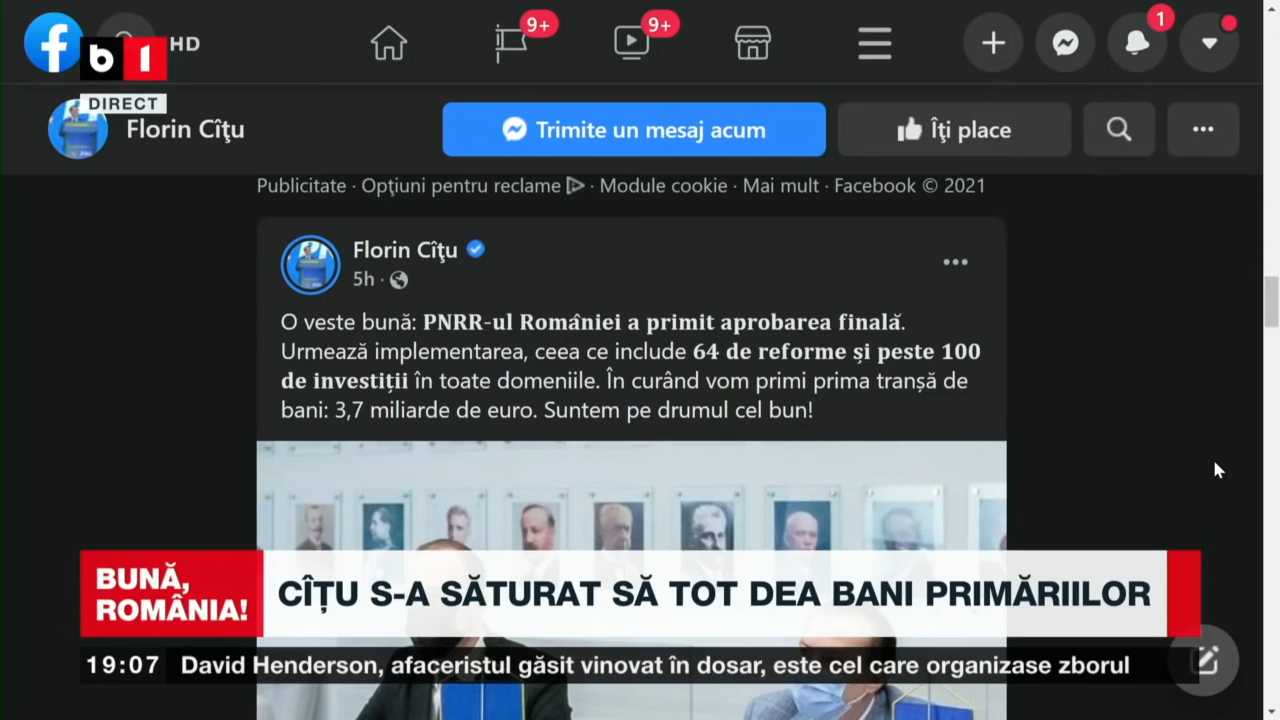 9+
9+
1
b1
HD
DIRECT
Florin Cîţu
Trimite un mesaj acum
Îţi place
Publicitate · Opţiuni pentru reclame · Module cookie · Mai mult · Facebook © 2021
Florin Cîţu
5h ·
O veste bună: PNRR-ul României a primit aprobarea finală.
Urmează implementarea, ceea ce include 64 de reforme și peste 100
de investiții în toate domeniile. În curând vom primi prima tranșă de
bani: 3,7 miliarde de euro. Suntem pe drumul cel bun!
BUNĂ,
ROMÂNIA!
CÎȚU S-A SĂTURAT SĂ TOT DEA BANI PRIMĂRIILOR
19:07 David Henderson, afaceristul găsit vinovat în dosar, este cel care organizase zborul